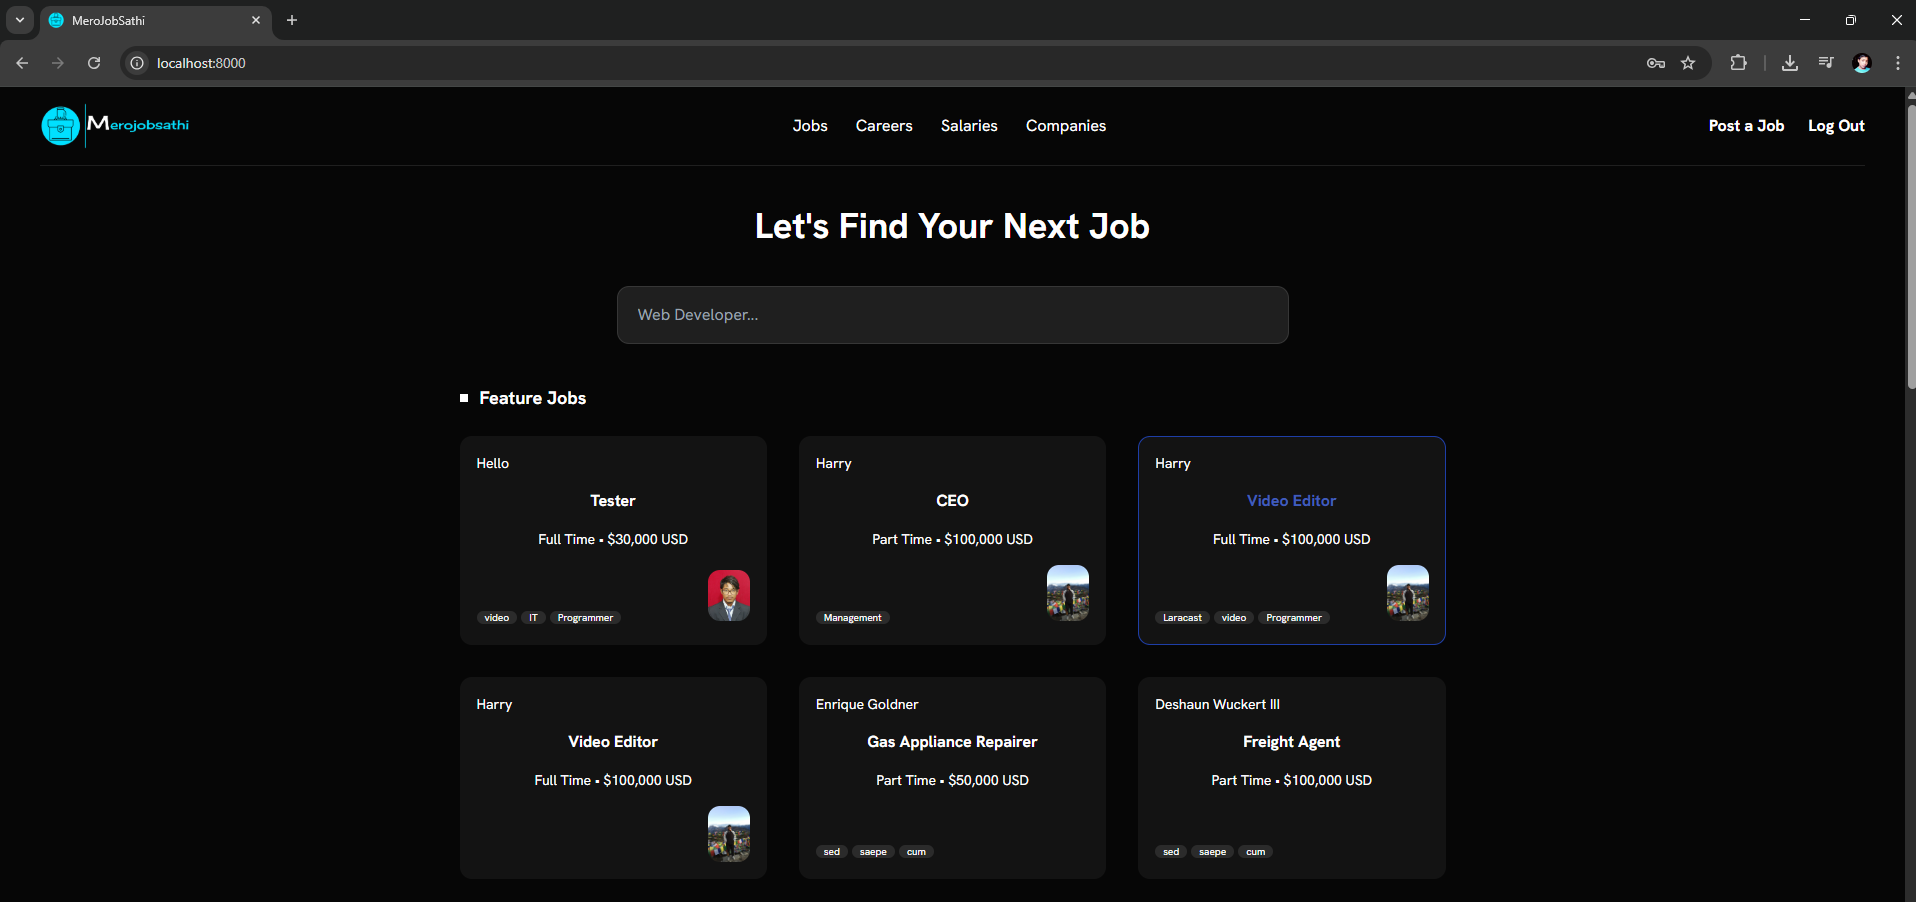 MeroJobSathi
localhost:8000
Merojobsathi
Jobs Careers Salaries Companies
Post a Job Log Out
Let's Find Your Next Job
Web Developer...
Feature Jobs
Hello
Tester
Full Time • $30,000 USD
video IT Programmer
Harry
CEO
Part Time • $100,000 USD
Management
Harry
Video Editor
Full Time • $100,000 USD
Laracast video Programmer
Harry
Video Editor
Full Time • $100,000 USD
Enrique Goldner
Gas Appliance Repairer
Part Time • $50,000 USD
sed saepe cum
Deshaun Wuckert III
Freight Agent
Part Time • $100,000 USD
sed saepe cum